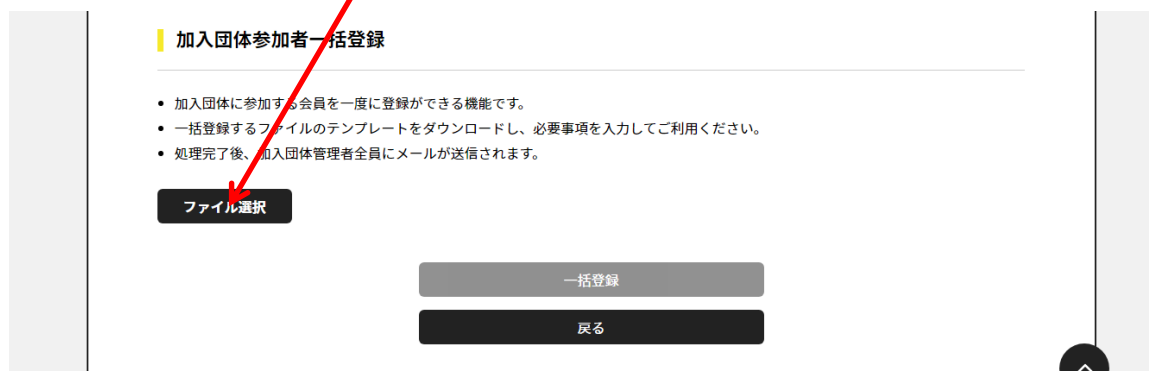 加入団体参加者一括登録
加入団体に参加する会員を一度に登録ができる機能です。
一括登録するファイルのテンプレートをダウンロードし、必要事項を入力してご利用ください。
処理完了後、加入団体管理者全員にメールが送信されます。
ファイル選択
一括登録
戻る